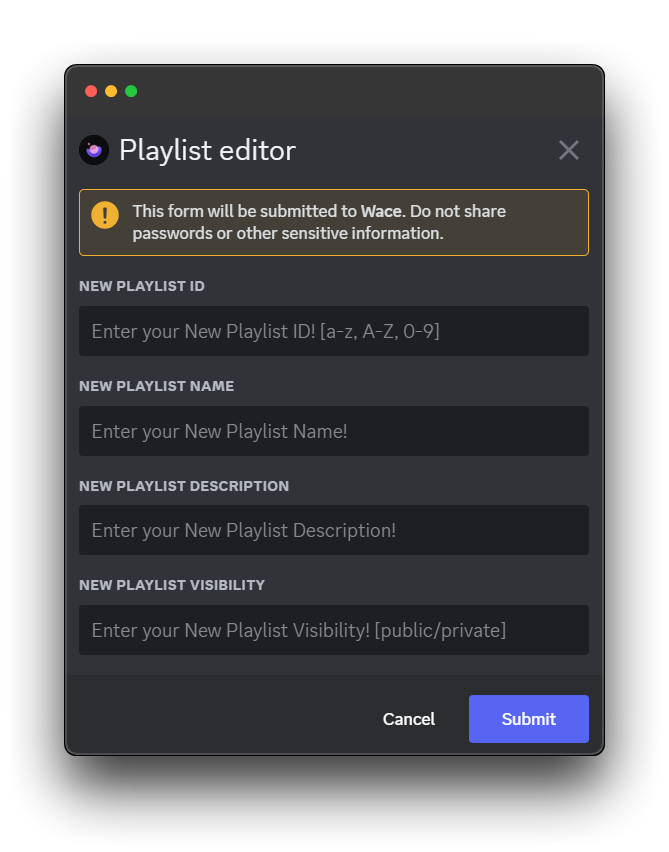 Playlist editor
This form will be submitted to Wace. Do not share
passwords or other sensitive information.
NEW PLAYLIST ID
Enter your New Playlist ID! [a-z, A-Z, 0-9]
NEW PLAYLIST NAME
Enter your New Playlist Name!
NEW PLAYLIST DESCRIPTION
Enter your New Playlist Description!
NEW PLAYLIST VISIBILITY
Enter your New Playlist Visibility! [public/private]
Cancel
Submit